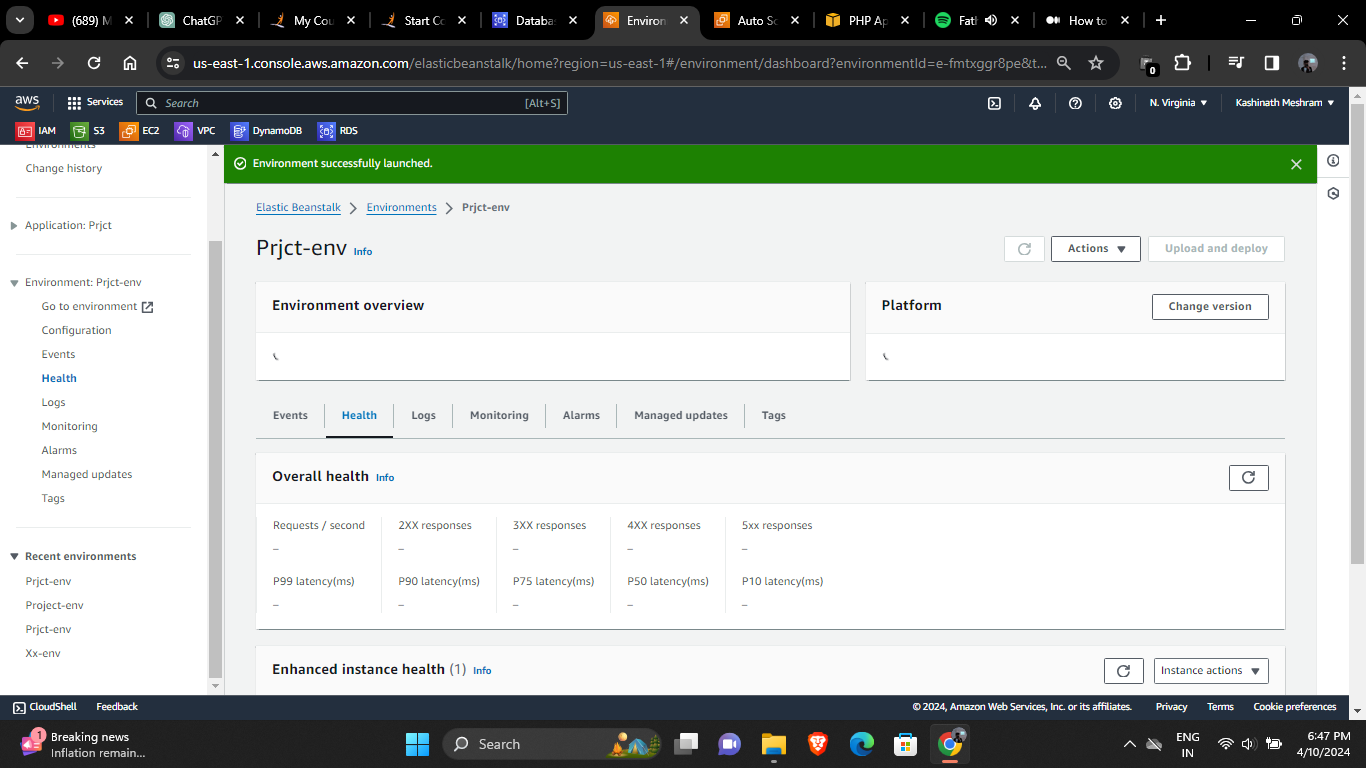 (689) M
ChatGP
My Cou
Start Co
Databa
Environ
Auto Sc
PHP Ap
Fatl
How to
us-east-1.console.aws.amazon.com/elasticbeanstalk/home?region=us-east-1#/environment/dashboard?environmentId=e-fmtxggr8pe&t...
0
aws
Services
Search
[Alt+S]
N. Virginia
Kashinath Meshram
IAM
S3
EC2
VPC
DynamoDB
RDS
Environments
Change history
Application: Prjct
Environment: Prjct-env
Go to environment
Configuration
Events
Health
Logs
Monitoring
Alarms
Managed updates
Tags
Recent environments
Prjct-env
Project-env
Prjct-env
Xx-env
Environment successfully launched.
Elastic Beanstalk
Environments
Prjct-env
Prjct-env Info
Actions
Upload and deploy
Environment overview
Platform
Change version
Events
Health
Logs
Monitoring
Alarms
Managed updates
Tags
Overall health Info
Requests / second
2XX responses
3XX responses
4XX responses
5xx responses
–
–
–
–
–
P99 latency(ms)
P90 latency(ms)
P75 latency(ms)
P50 latency(ms)
P10 latency(ms)
–
–
–
–
–
Enhanced instance health (1) Info
Instance actions
CloudShell
Feedback
© 2024, Amazon Web Services, Inc. or its affiliates.
Privacy
Terms
Cookie preferences
1
Breaking news
Inflation remain...
Search
ENG
IN
6:47 PM
4/10/2024